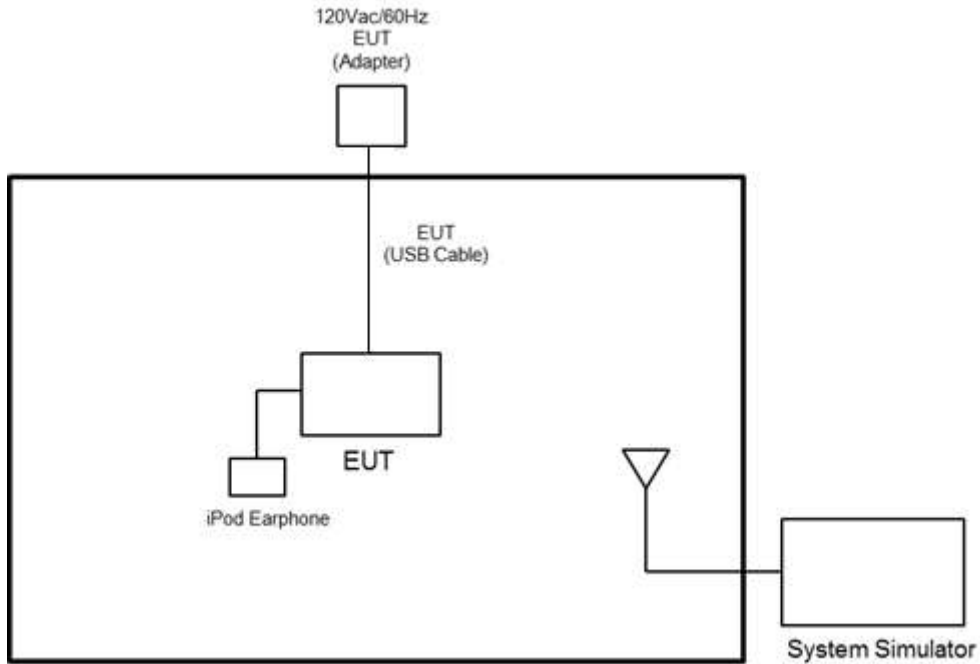 120Vac/60Hz
EUT
(Adapter)
EUT
(USB Cable)
EUT
iPod Earphone
System Simulator